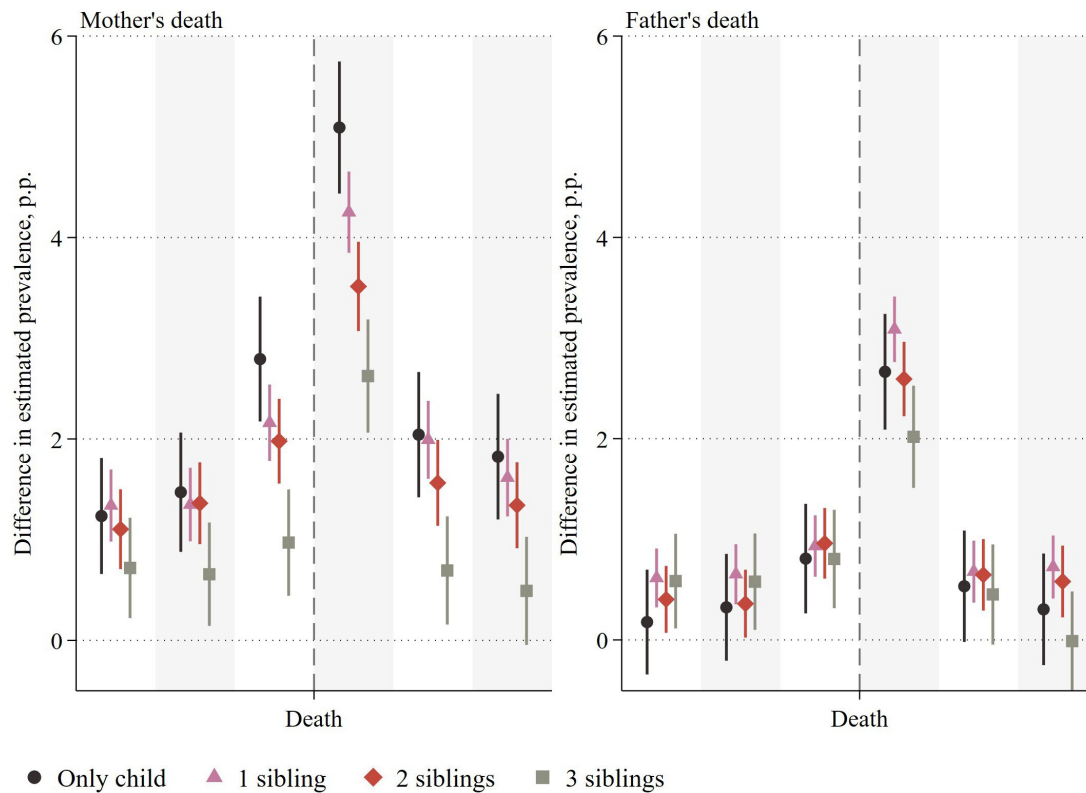 Mother's death
Difference in estimated prevalence, p.p.
6
4
2
0
Death
Father's death
Difference in estimated prevalence, p.p.
6
4
2
0
Death
Only child
1 sibling
2 siblings
3 siblings